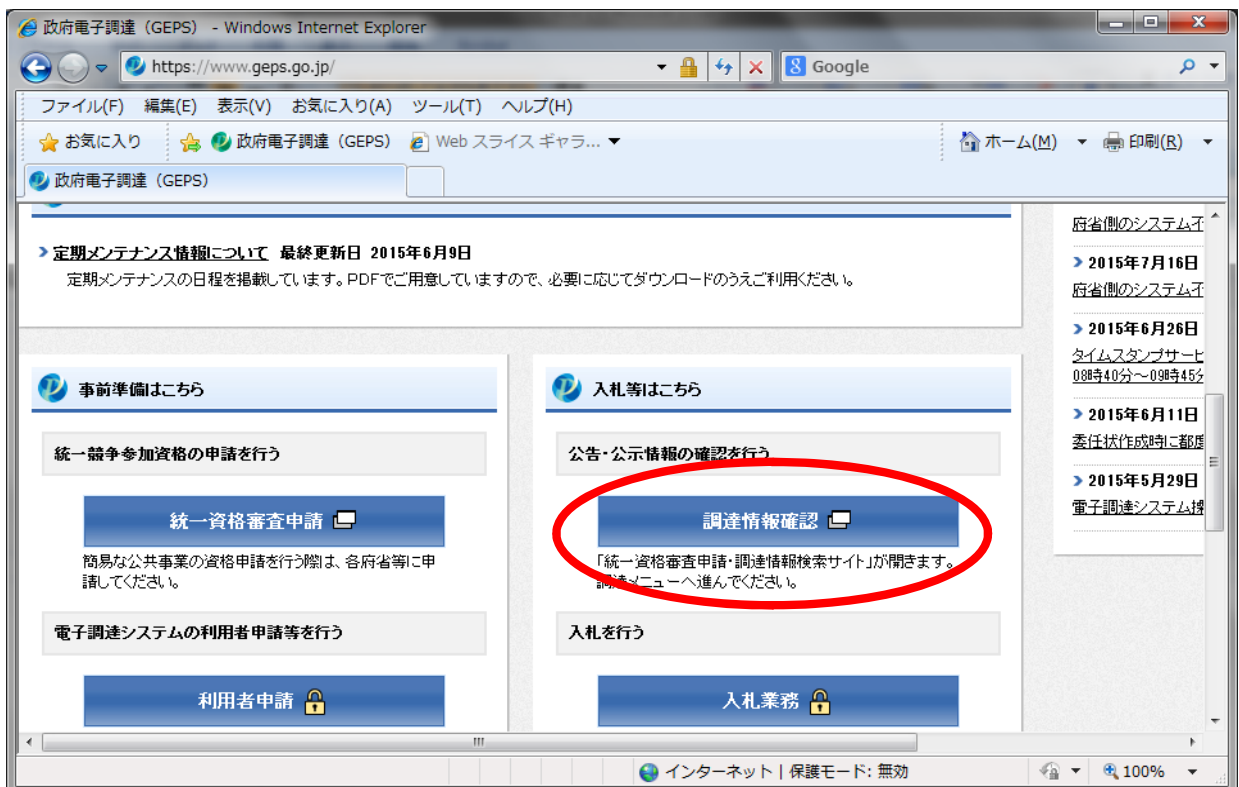 政府電子調達（GEPS） - Windows Internet Explorer
https://www.geps.go.jp/
Google
ファイル(F) 編集(E) 表示(V) お気に入り(A) ツール(T) ヘルプ(H)
お気に入り 政府電子調達（GEPS） Web スライス ギャラ... ホーム(M) 印刷(R)
政府電子調達（GEPS）
定期メンテナンス情報について 最終更新日 2015年6月9日
定期メンテナンスの日程を掲載しています。PDFでご用意していますので、必要に応じてダウンロードのうえご利用ください。
事前準備はこちら
統一競争参加資格の申請を行う
統一資格審査申請
簡易な公共事業の資格申請を行う際は、各府省等に申
請してください。
電子調達システムの利用者申請等を行う
利用者申請
入札等はこちら
公告・公示情報の確認を行う
調達情報確認
「統一資格審査申請・調達情報検索サイト」が開きます。
調達メニューへ進んでください。
入札を行う
入札業務
府省側のシステム不
2015年7月16日
府省側のシステム不
2015年6月26日
タイムスタンプサービ
08時40分～09時45分
2015年6月11日
委任状作成時に都度
2015年5月29日
電子調達システム操
インターネット | 保護モード: 無効
100%